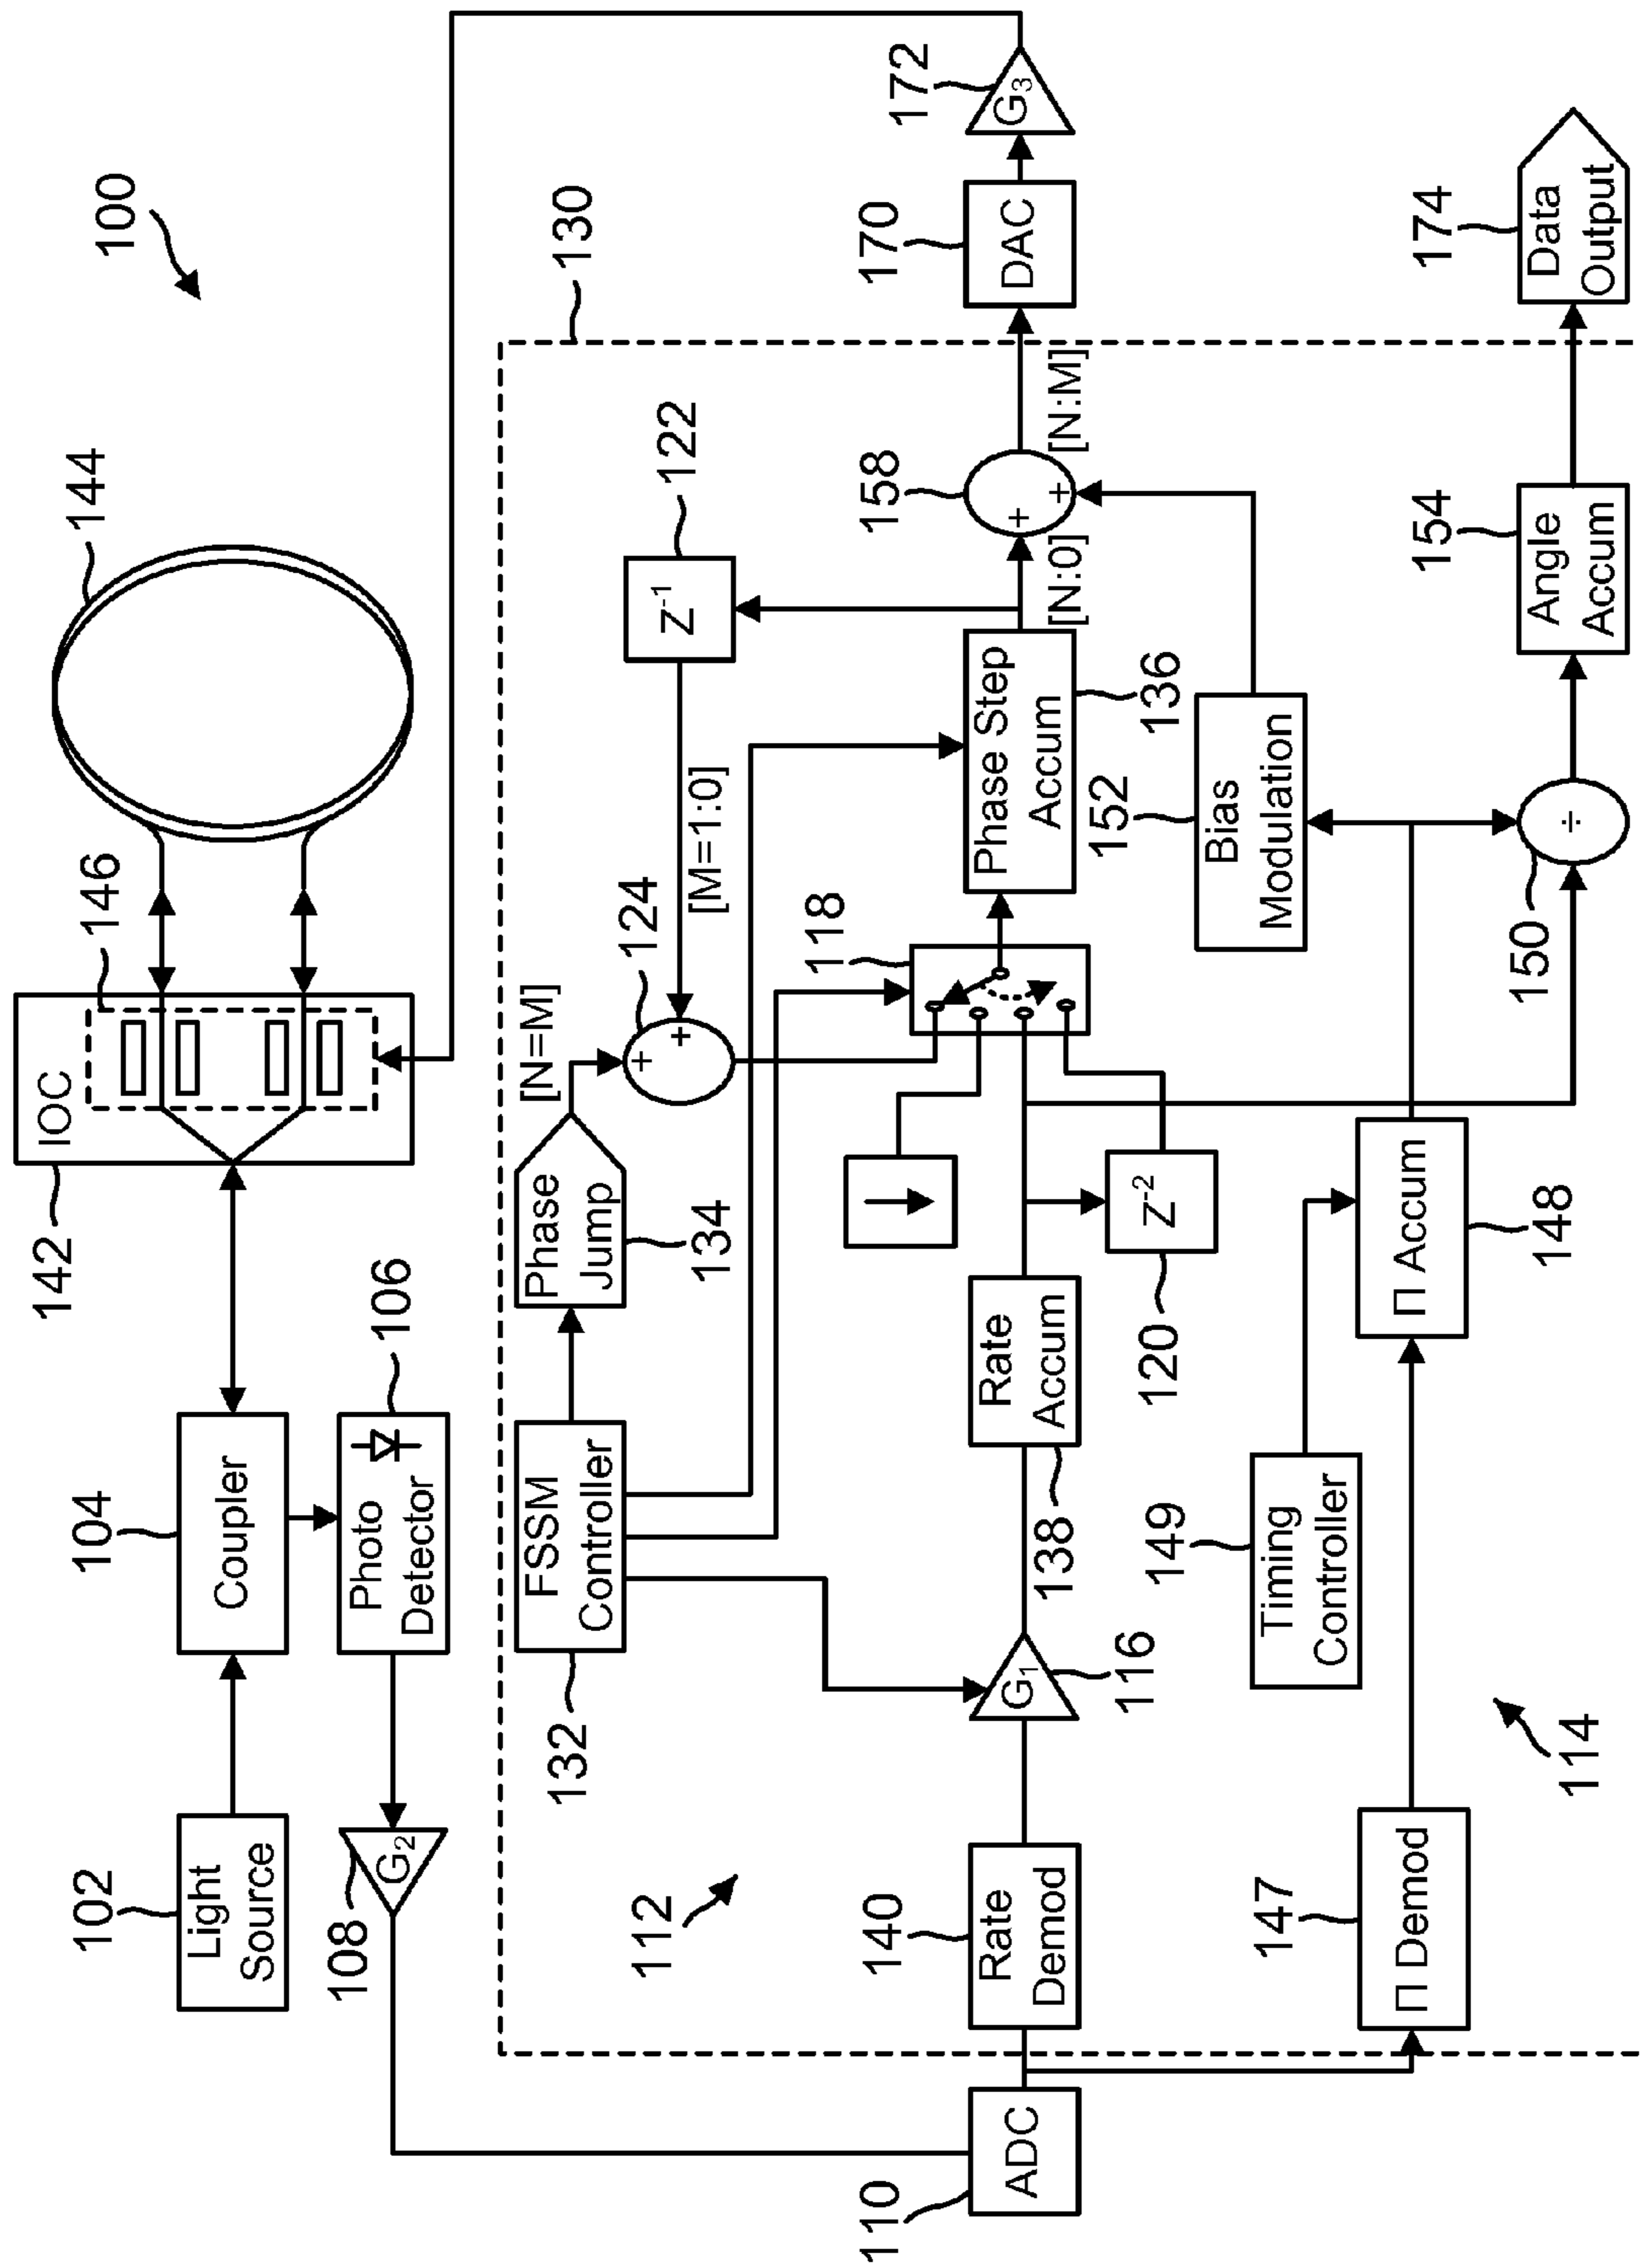 100
102
Light
Source
104
Coupler
142
IOC
146
144
106
Photo
Detector
108
G2
130
132
FSSM
Controller
Phase
Jump
134
[N=M]
124
+
+
[M=1:0]
122
Z-1
112
110
ADC
140
Rate
Demod
G1
116
138
Rate
Accum
120
Z-2
118
Phase Step
Accum
136
[N:0]
158
+
+
[N:M]
170
DAC
172
G3
152
Bias
Modulation
147
Π Demod
149
Timing
Controller
Π Accum
148
150
÷
154
Angle
Accum
174
Data
Output
114